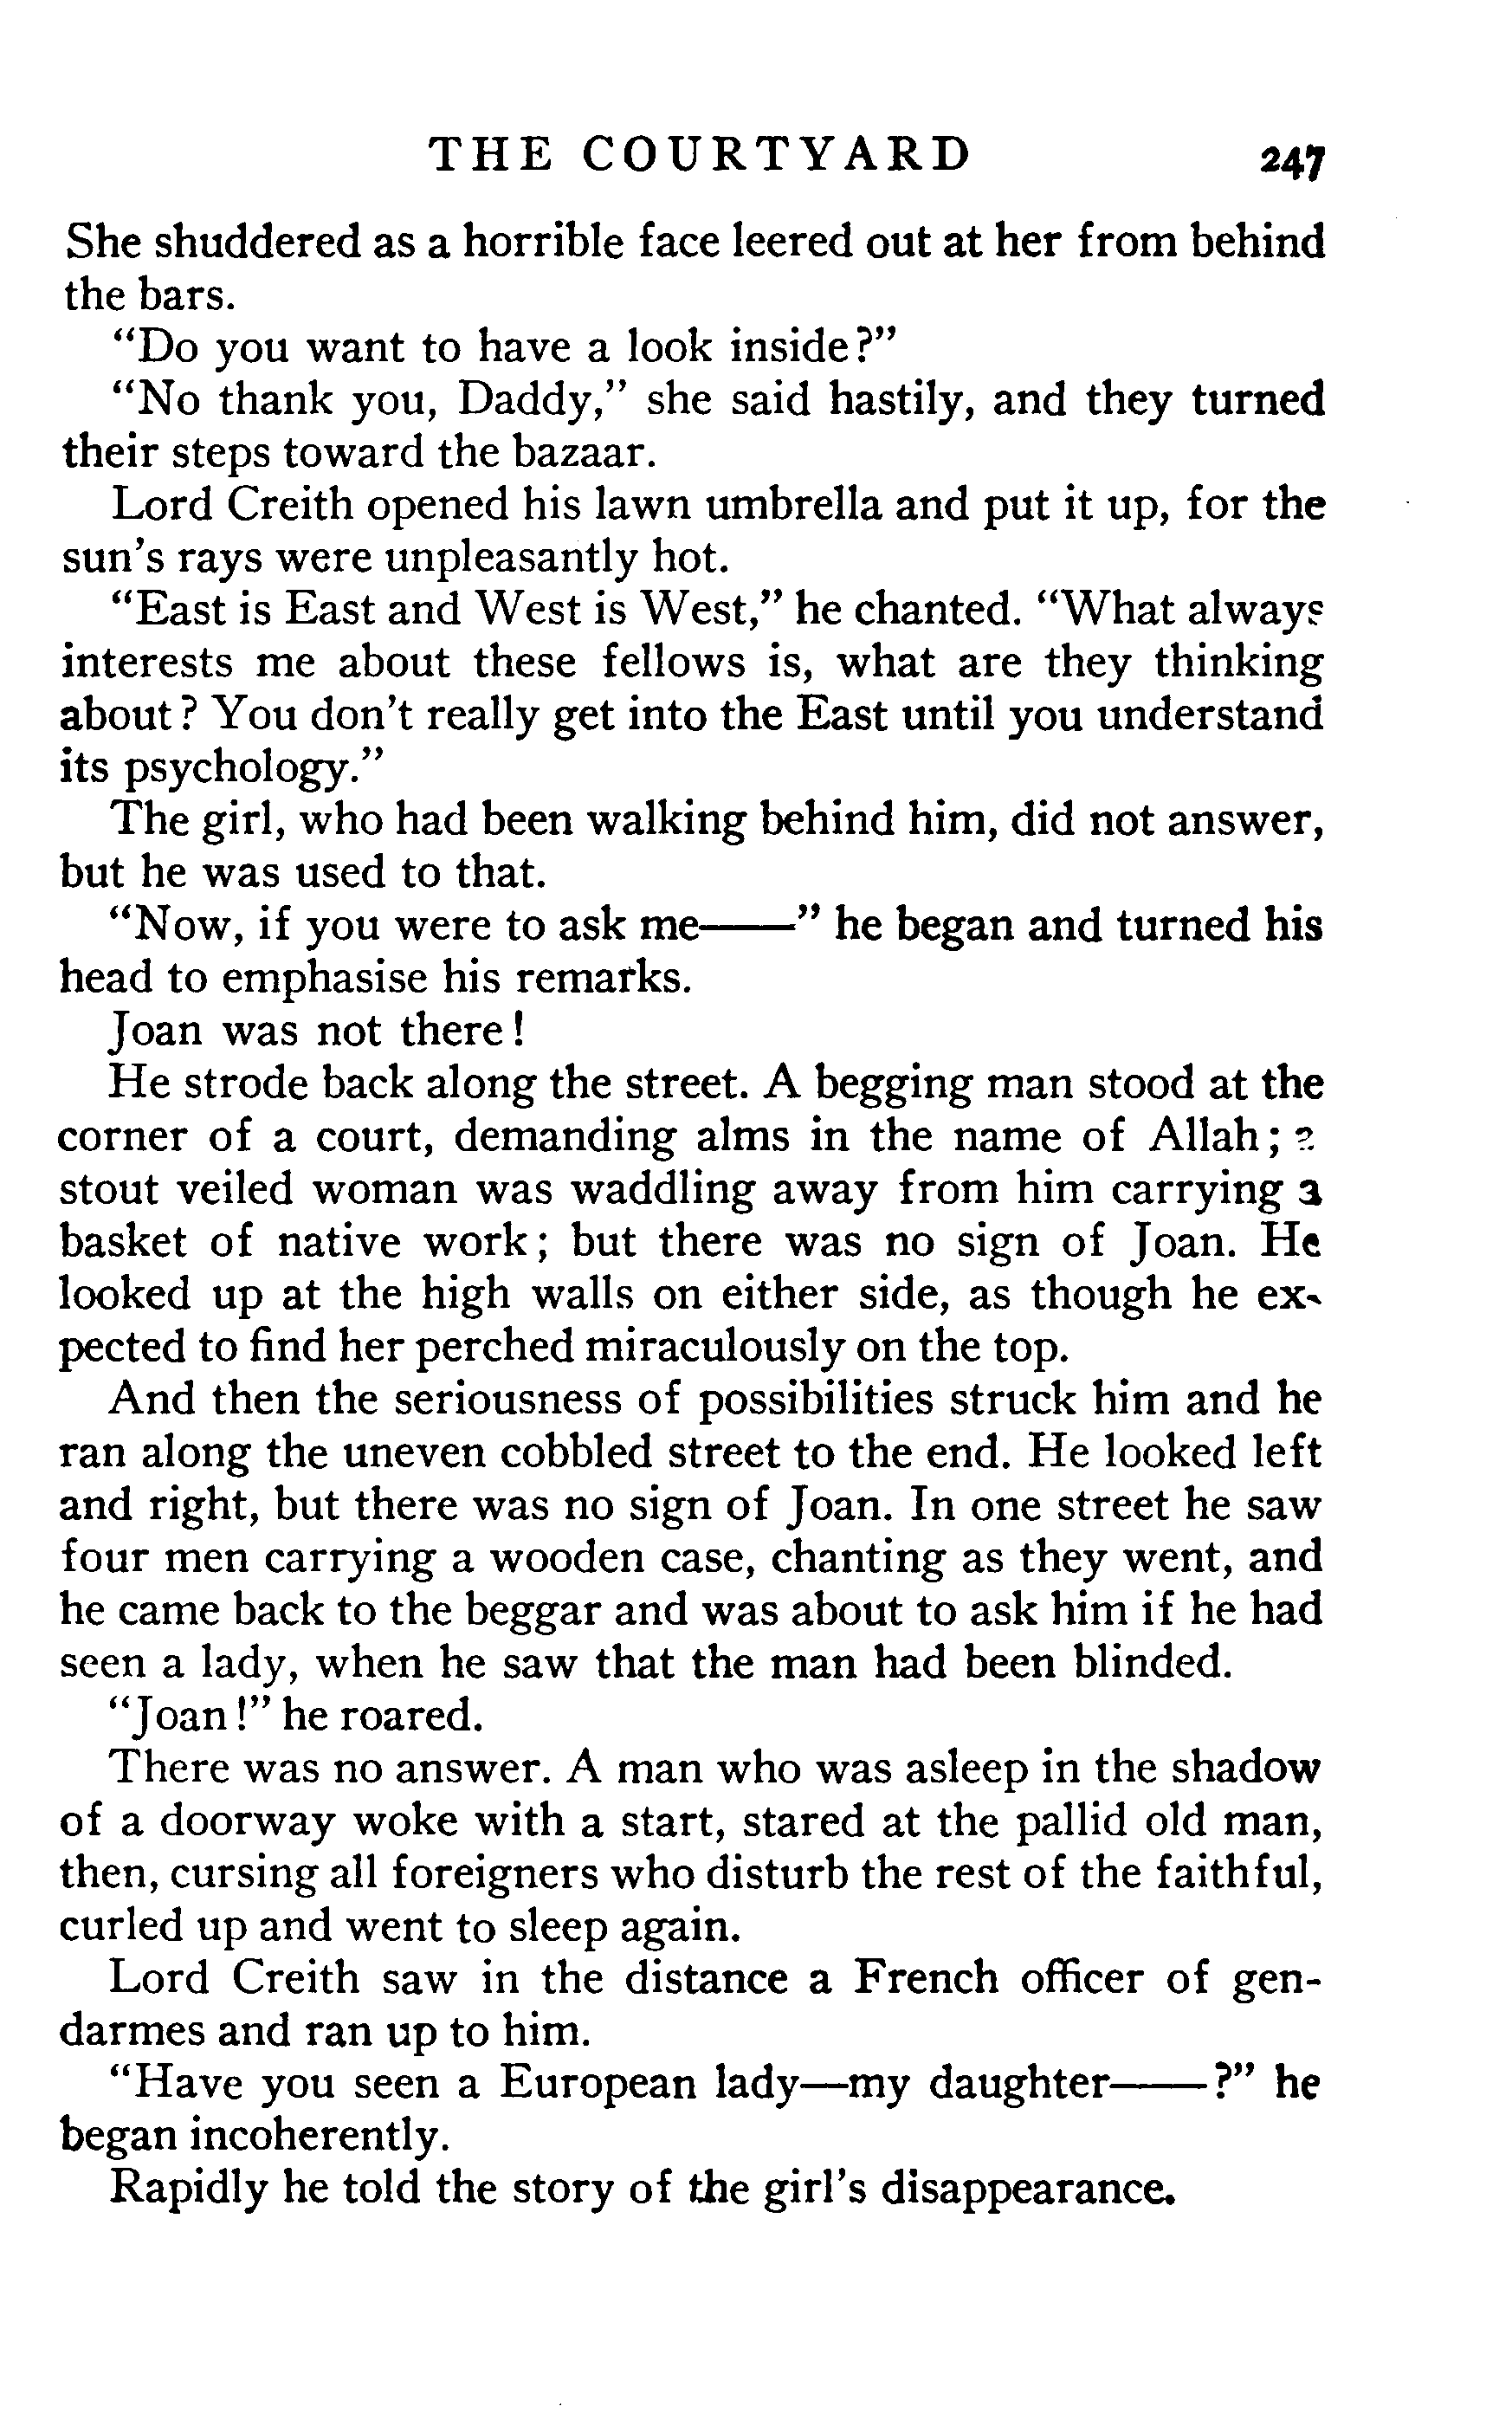 THE COURTYARD 247
She shuddered as a horrible face leered out at her from behind
the bars.
"Do you want to have a look inside?"
"No thank you, Daddy," she said hastily, and they turned
their steps toward the bazaar.
Lord Creith opened his lawn umbrella and put it up, for the
sun's rays were unpleasantly hot.
"East is East and West is West," he chanted. "What always
interests me about these fellows is, what are they thinking
about? You don't really get into the East until you understand
its psychology."
The girl, who had been walking behind him, did not answer,
but he was used to that.
"Now, if you were to ask me——" he began and turned his
head to emphasise his remarks.
Joan was not there!
He strode back along the street. A begging man stood at the
corner of a court, demanding alms in the name of Allah; a
stout veiled woman was waddling away from him carrying a
basket of native work; but there was no sign of Joan. He
looked up at the high walls on either side, as though he ex-
pected to find her perched miraculously on the top.
And then the seriousness of possibilities struck him and he
ran along the uneven cobbled street to the end. He looked left
and right, but there was no sign of Joan. In one street he saw
four men carrying a wooden case, chanting as they went, and
he came back to the beggar and was about to ask him if he had
seen a lady, when he saw that the man had been blinded.
"Joan!" he roared.
There was no answer. A man who was asleep in the shadow
of a doorway woke with a start, stared at the pallid old man,
then, cursing all foreigners who disturb the rest of the faithful,
curled up and went to sleep again.
Lord Creith saw in the distance a French officer of gen-
darmes and ran up to him.
"Have you seen a European lady—my daughter——?" he
began incoherently.
Rapidly he told the story of the girl's disappearance.